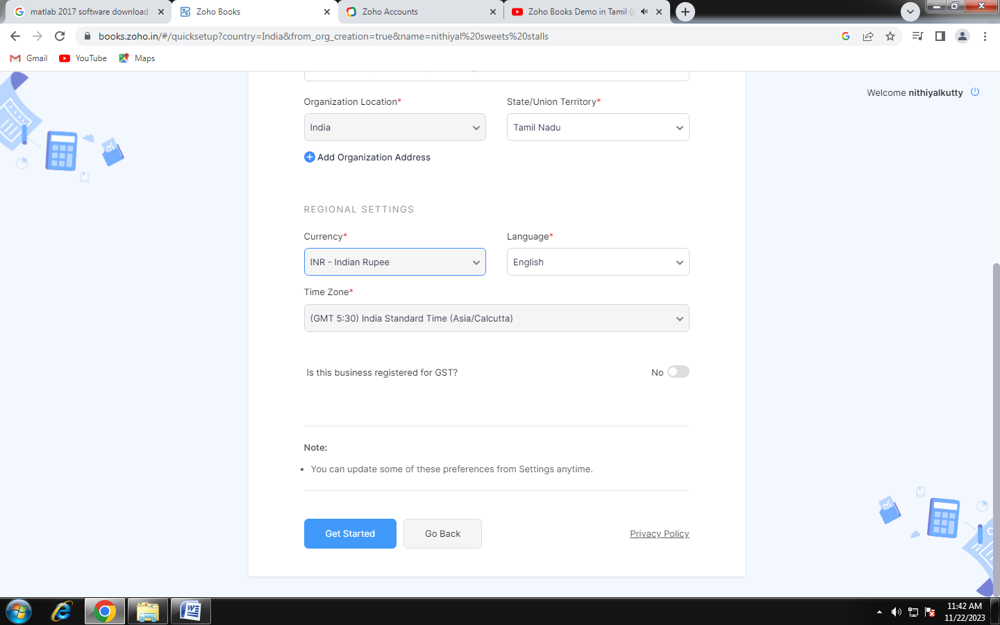 matlab 2017 software download
Zoho Books
Zoho Accounts
Zoho Books Demo in Tamil
books.zoho.in/#/quicksetup?country=India&from_org_creation=true&name=nithiyal%20sweets%20stalls
Gmail
YouTube
Maps
Welcome nithiyalkutty
Organization Location*
State/Union Territory*
India
Tamil Nadu
Add Organization Address
REGIONAL SETTINGS
Currency*
Language*
INR - Indian Rupee
English
Time Zone*
(GMT 5:30) India Standard Time (Asia/Calcutta)
Is this business registered for GST?
No
Note:
• You can update some of these preferences from Settings anytime.
Get Started
Go Back
Privacy Policy
11:42 AM
11/22/2023